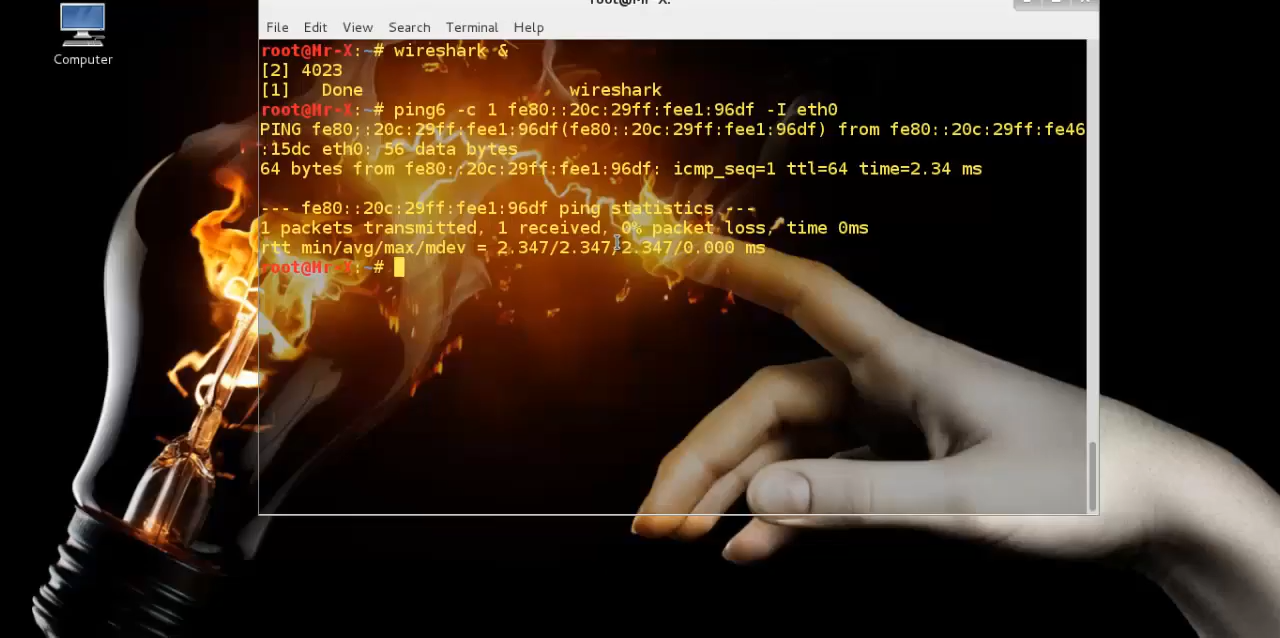 root@Mr-X:
File Edit View Search Terminal Help
Computer
root@Mr-X:~# wireshark &
[2] 4023
[1]   Done                    wireshark
root@Mr-X:~# ping6 -c 1 fe80::20c:29ff:fee1:96df -I eth0
PING fe80::20c:29ff:fee1:96df(fe80::20c:29ff:fee1:96df) from fe80::20c:29ff:fe46
:15dc eth0: 56 data bytes
64 bytes from fe80::20c:29ff:fee1:96df: icmp_seq=1 ttl=64 time=2.34 ms
--- fe80::20c:29ff:fee1:96df ping statistics ---
1 packets transmitted, 1 received, 0% packet loss, time 0ms
rtt min/avg/max/mdev = 2.347/2.347/2.347/0.000 ms
root@Mr-X:~#